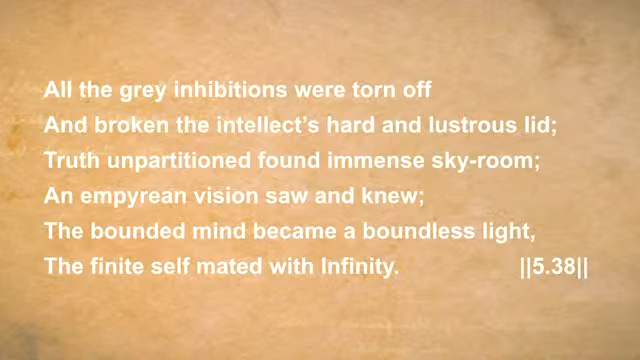 All the grey inhibitions were torn off
And broken the intellect's hard and lustrous lid;
Truth unpartitioned found immense sky-room;
An empyrean vision saw and knew;
The bounded mind became a boundless light,
The finite self mated with Infinity. ||5.38||